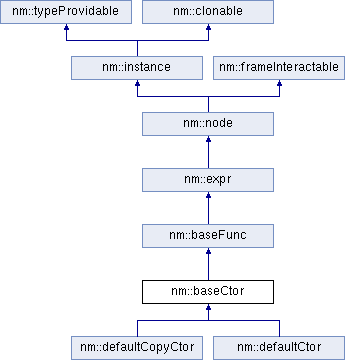 nm::typeProvidable nm::clonable
nm::instance nm::frameInteractable
nm::node
nm::expr
nm::baseFunc
nm::baseCtor
nm::defaultCopyCtor nm::defaultCtor